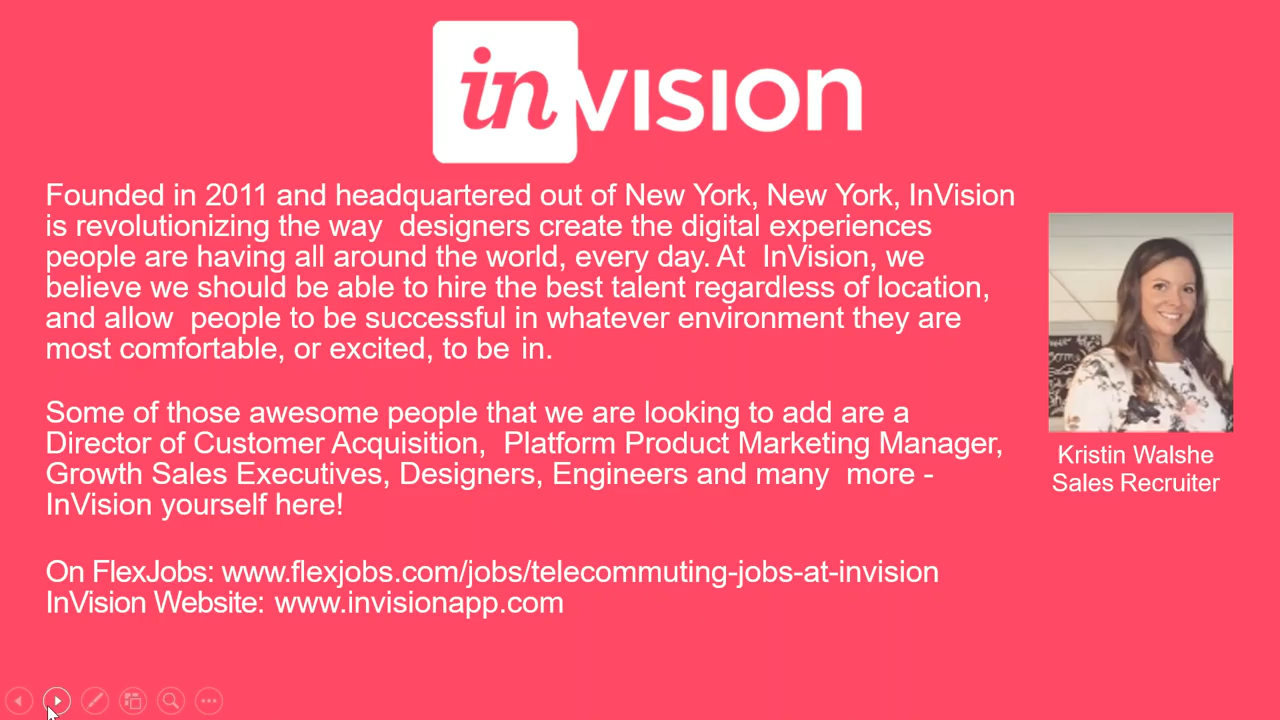 inVISION
Founded in 2011 and headquartered out of New York, New York, InVision
is revolutionizing the way designers create the digital experiences
people are having all around the world, every day. At InVision, we
believe we should be able to hire the best talent regardless of location,
and allow people to be successful in whatever environment they are
most comfortable, or excited, to be in.
Some of those awesome people that we are looking to add are a
Director of Customer Acquisition, Platform Product Marketing Manager,
Growth Sales Executives, Designers, Engineers and many more -
InVision yourself here!
On FlexJobs: www.flexjobs.com/jobs/telecommuting-jobs-at-invision
InVision Website: www.invisionapp.com
Kristin Walshe
Sales Recruiter